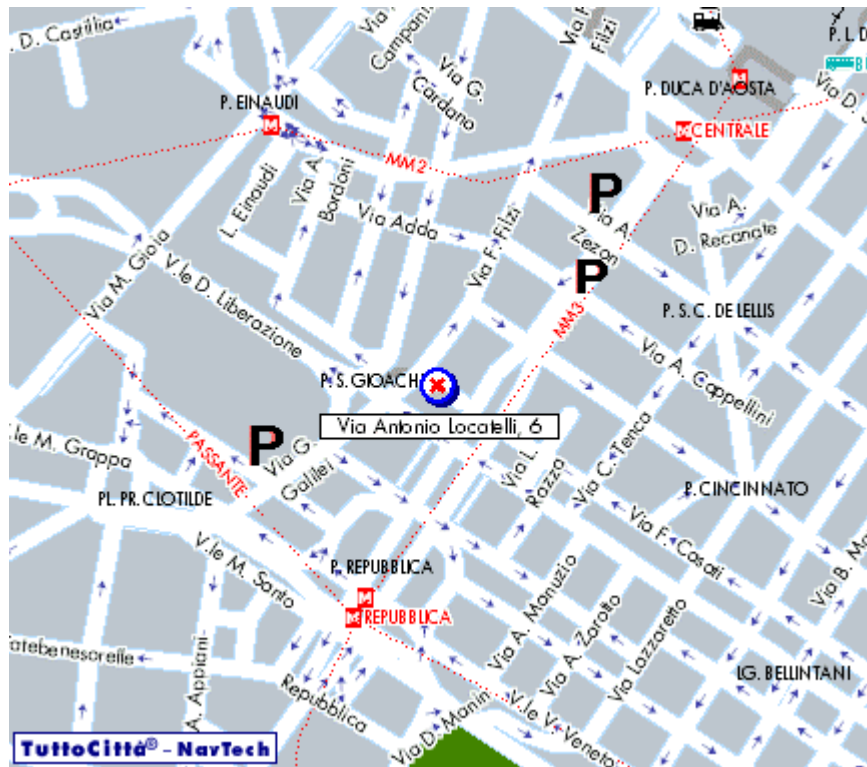 V. D. Castillia
Via G.
Campani
Via F.
Filzi
P. L. D
P. EINAUDI
Via G.
Cardano
P. DUCA D'AOSTA
B
Via D. S
M
M
M CENTRALE
MM2
L. Einaudi
Via A.
Bordoni
Via Adda
P
Via A.
Zezon
Via A.
D. Recanate
Via F. Filzi
Via M. Gioia
V.le D. Liberazione
P
MM3
P. S. C. DE LELLIS
Via A. Cappellini
P. S. GIOACH
Via Antonio Locatelli, 6
P
.le M. Grappa
PASSANTE
Via G.
Galilei
Via L.
Razza
Via C. Tenca
P. CINCINNATO
PL. PR. CLOTILDE
Via F. Casati
V.le M. Santo
P. REPUBBLICA
M
M REPUBBLICA
Via A. Manuzio
Via A. Zarotto
Via Lazzaretto
Via B. Ma
atebenesorelle
A. Appiani
Repubblica
Via D. Manin
V.le V. Veneto
LG. BELLINTANI
TuttoCittà® - NavTech